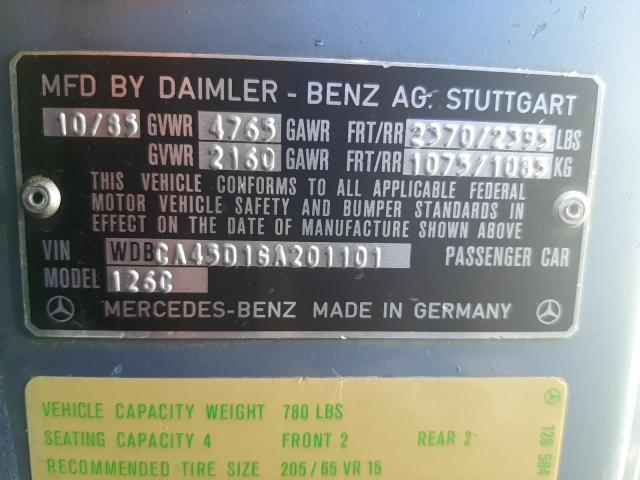 MFD BY DAIMLER - BENZ AG. STUTTGART
10/85 GVWR 4765 GAWR FRT/RR 2370/2395 LBS
GVWR 2160 GAWR FRT/RR 1075/1085 KG
THIS VEHICLE CONFORMS TO ALL APPLICABLE FEDERAL
MOTOR VEHICLE SAFETY AND BUMPER STANDARDS IN
EFFECT ON THE DATE OF MANUFACTURE SHOWN ABOVE
VIN WDBCA45D1GA201101 PASSENGER CAR
MODEL 126C
MERCEDES-BENZ MADE IN GERMANY
VEHICLE CAPACITY WEIGHT 780 LBS
SEATING CAPACITY 4 FRONT 2 REAR 2
RECOMMENDED TIRE SIZE 205/65 VR 15
126 584